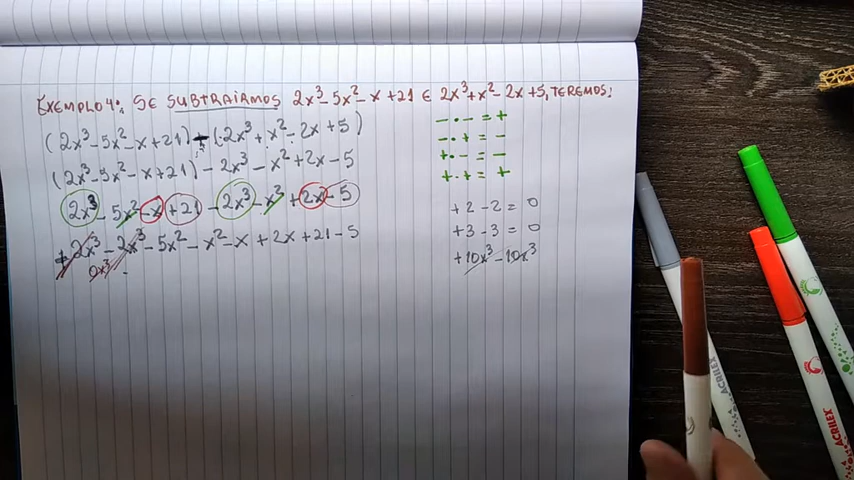 EXEMPLO 4: SE SUBTRAIRMOS 2x³-5x²-x+21 E 2x³+x²-2x+5, TEREMOS:
(2x³-5x²-x+21)-(2x³+x²-2x+5)
(2x³-5x²-x+21)-2x³-x²+2x-5
2x³-5x²-x+21-2x³-x²+2x-5
+2x³-2x³-5x²-x²-x+2x+21-5
0x³ -
- · - = +
- · + = -
+ · - = -
+ · + = +
+2-2=0
+3-3=0
+10x³-10x³
ACRILEX
ACRILEX
ACRILEX